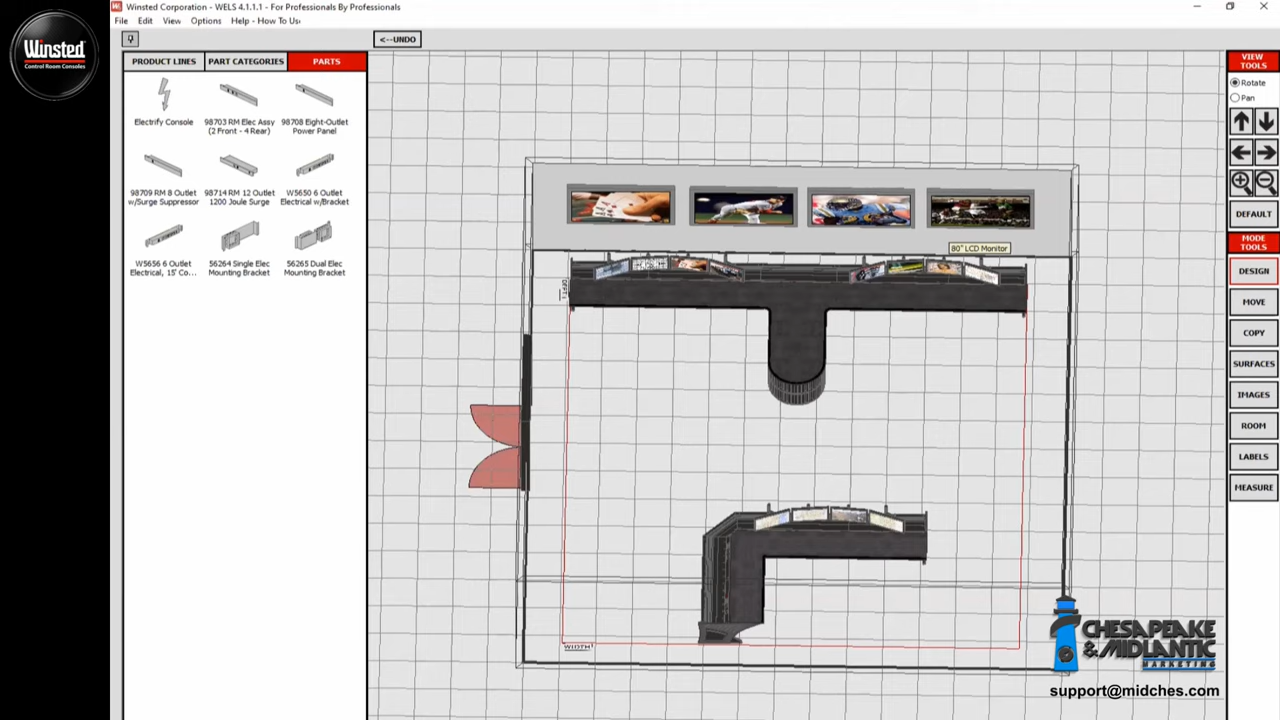 Winsted Corporation - WELS 4.1.1.1 - For Professionals By Professionals
File Edit View Options Help - How To Us
Winsted
Control Room Consoles
<--UNDO
PRODUCT LINES PART CATEGORIES PARTS
Electrify Console
98703 RM Elec Assy
(2 Front - 4 Rear)
98708 Eight-Outlet
Power Panel
98709 RM 8 Outlet
w/Surge Suppressor
98714 RM 12 Outlet
1200 Joule Surge
W5650 6 Outlet
Electrical w/Bracket
W5656 6 Outlet
Electrical, 15' Co...
56264 Single Elec
Mounting Bracket
56265 Dual Elec
Mounting Bracket
80" LCD Monitor
DEPTH
WIDTH
VIEW
TOOLS
Rotate
Pan
DEFAULT
MODE
TOOLS
DESIGN
MOVE
COPY
SURFACES
IMAGES
ROOM
LABELS
MEASURE
CHESAPEAKE
& MIDLANTIC
MARKETING
support@midches.com